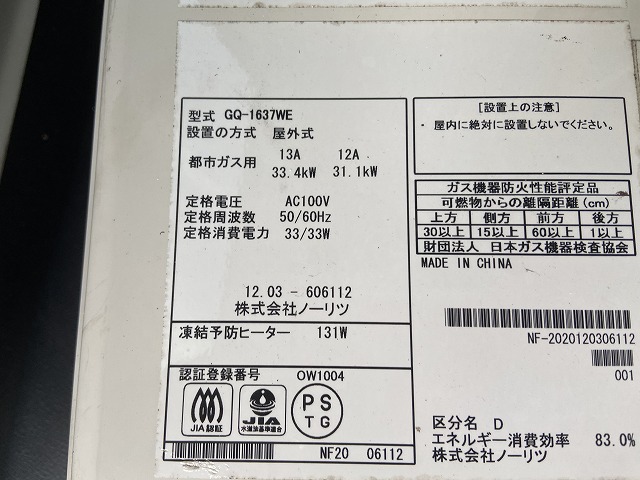 型式 GQ-1637WE
設置の方式 屋外式
都市ガス用 13A 12A
33.4kW 31.1kW
定格電圧 AC100V
定格周波数 50/60Hz
定格消費電力 33/33W
12.03 - 606112
株式会社ノーリツ
凍結予防ヒーター 131W
認証登録番号 OW1004
JIA認証
JIA
水道法基準適合
PS
TG
NF20 06112
[設置上の注意]
・屋内に絶対に設置しないでください。
ガス機器防火性能評定品
可燃物からの離隔距離(cm)
上方 側方 前方 後方
30以上 15以上 60以上 1以上
財団法人 日本ガス機器検査協会
MADE IN CHINA
NF-2020120306112
001
区分名 D
エネルギー消費効率 83.0%
株式会社ノーリツ